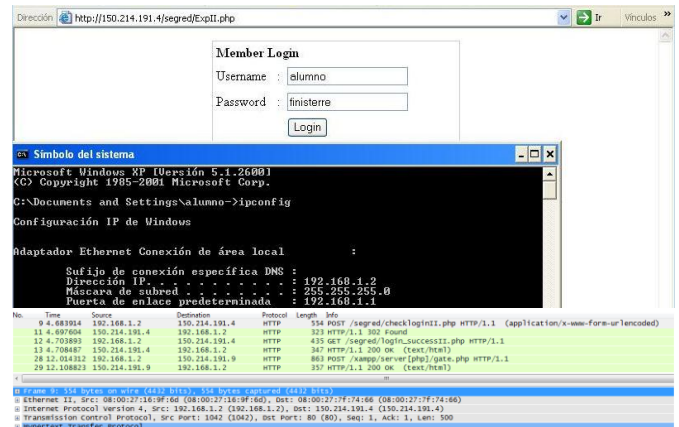 Dirección http://150.214.191.4/segred/ExpII.php Ir Vínculos »
Member Login
Username : alumno
Password : finisterre
Login
Símbolo del sistema
Microsoft Windows XP [Versión 5.1.2600]
(C) Copyright 1985-2001 Microsoft Corp.
C:\Documents and Settings\alumno->ipconfig
Configuración IP de Windows
Adaptador Ethernet Conexión de área local :
Sufijo de conexión específica DNS :
Dirección IP. . . . . . . . . . . : 192.168.1.2
Máscara de subred . . . . . . . . : 255.255.255.0
Puerta de enlace predeterminada : 192.168.1.1
No. Time Source Destination Protocol Length Info
9 4.683914 192.168.1.2 150.214.191.4 HTTP 554 POST /segred/checkloginII.php HTTP/1.1 (application/x-www-form-urlencoded)
11 4.697604 150.214.191.4 192.168.1.2 HTTP 323 HTTP/1.1 302 Found
12 4.703893 192.168.1.2 150.214.191.4 HTTP 435 GET /segred/login_successII.php HTTP/1.1
13 4.708487 150.214.191.4 192.168.1.2 HTTP 347 HTTP/1.1 200 OK (text/html)
28 12.014312 192.168.1.2 150.214.191.9 HTTP 863 POST /xampp/server[php]/gate.php HTTP/1.1
29 12.108823 150.214.191.9 192.168.1.2 HTTP 357 HTTP/1.1 200 OK (text/html)
Frame 9: 554 bytes on wire (4432 bits), 554 bytes captured (4432 bits)
Ethernet II, Src: 08:00:27:16:9f:6d (08:00:27:16:9f:6d), Dst: 08:00:27:7f:74:66 (08:00:27:7f:74:66)
Internet Protocol Version 4, Src: 192.168.1.2 (192.168.1.2), Dst: 150.214.191.4 (150.214.191.4)
Transmission Control Protocol, Src Port: 1042 (1042), Dst Port: 80 (80), Seq: 1, Ack: 1, Len: 500
Hypertext Transfer Protocol